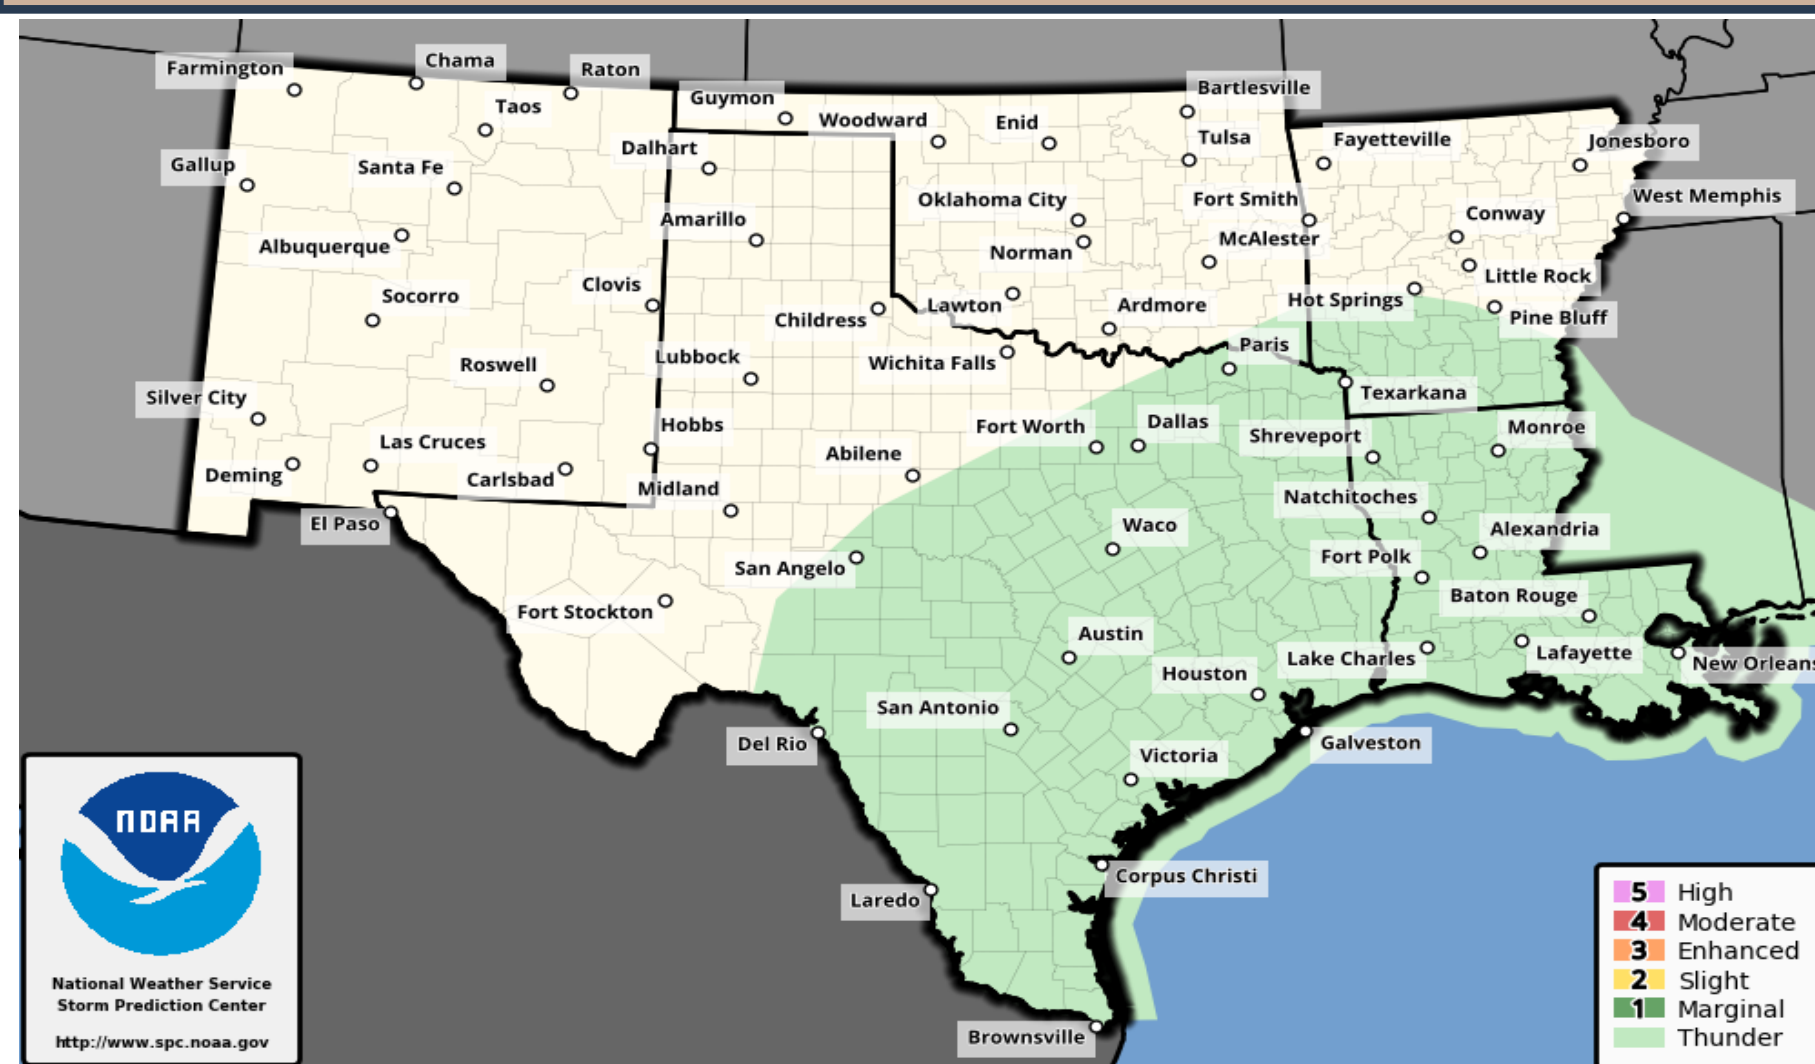 Farmington
Chama
Raton
Taos
Guymon
Woodward
Enid
Bartlesville
Tulsa
Fayetteville
Jonesboro
Gallup
Santa Fe
Dalhart
Oklahoma City
Fort Smith
Conway
West Memphis
Albuquerque
Amarillo
Norman
McAlester
Little Rock
Socorro
Clovis
Childress
Lawton
Ardmore
Hot Springs
Pine Bluff
Roswell
Lubbock
Wichita Falls
Paris
Texarkana
Silver City
Las Cruces
Hobbs
Fort Worth
Dallas
Shreveport
Monroe
Deming
Carlsbad
Midland
Abilene
Natchitoches
El Paso
Waco
Alexandria
San Angelo
Fort Polk
Fort Stockton
Baton Rouge
Austin
Lake Charles
Lafayette
New Orleans
Houston
San Antonio
Del Rio
Galveston
Victoria
Corpus Christi
Laredo
Brownsville
NOAA
National Weather Service
Storm Prediction Center
http://www.spc.noaa.gov
5 High
4 Moderate
3 Enhanced
2 Slight
1 Marginal
Thunder